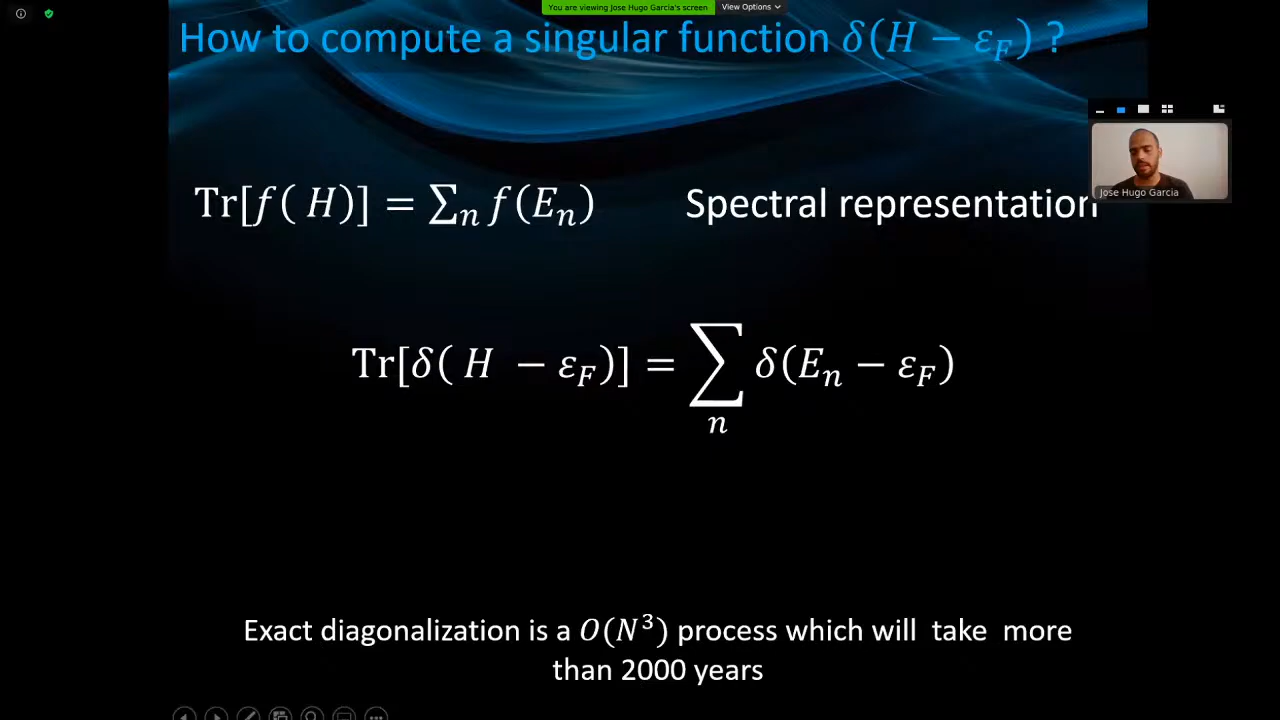 You are viewing Jose Hugo Garcia's screen View Options
How to compute a singular function δ(H − ε_F) ?
Jose Hugo Garcia
Tr[f( H)] = ∑_n f(E_n) Spectral representation
Tr[δ( H − ε_F)] = ∑_n δ(E_n − ε_F)
Exact diagonalization is a O(N^3) process which will take more
than 2000 years